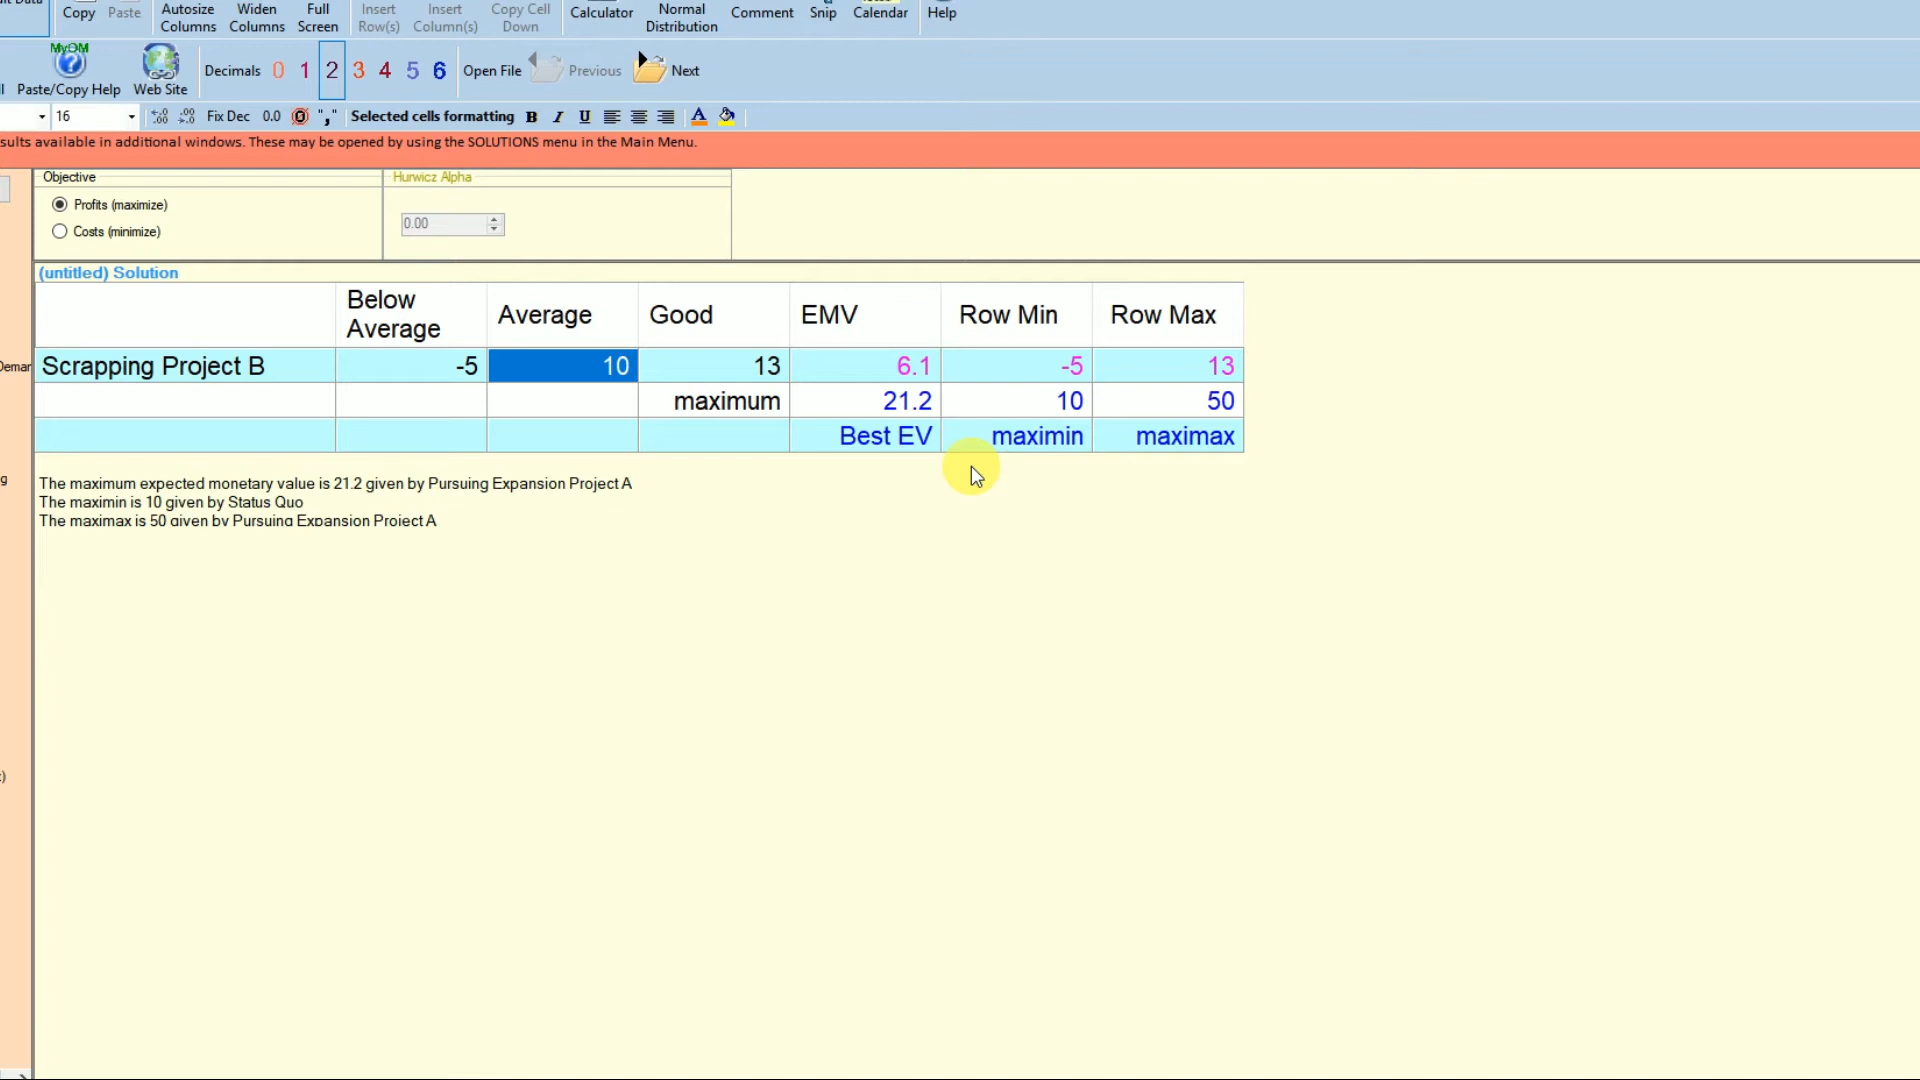 Copy Paste Autosize Columns Widen Columns Full Screen Insert Row(s) Insert Column(s) Copy Cell Down Calculator Normal Distribution Comment Snip Calendar Help
MyOM
Paste/Copy Help Web Site Decimals 0 1 2 3 4 5 6 Open File Previous Next
16 Fix Dec 0.0 "," Selected cells formatting B I U A
available in additional windows. These may be opened by using the SOLUTIONS menu in the Main Menu.
Objective Hurwicz Alpha
Profits (maximize)
0.00
Costs (minimize)
(untitled) Solution
Below Average Average Good EMV Row Min Row Max
Scrapping Project B -5 10 13 6.1 -5 13
maximum 21.2 10 50
Best EV maximin maximax
The maximum expected monetary value is 21.2 given by Pursuing Expansion Project A
The maximin is 10 given by Status Quo
The maximax is 50 given by Pursuing Expansion Project A